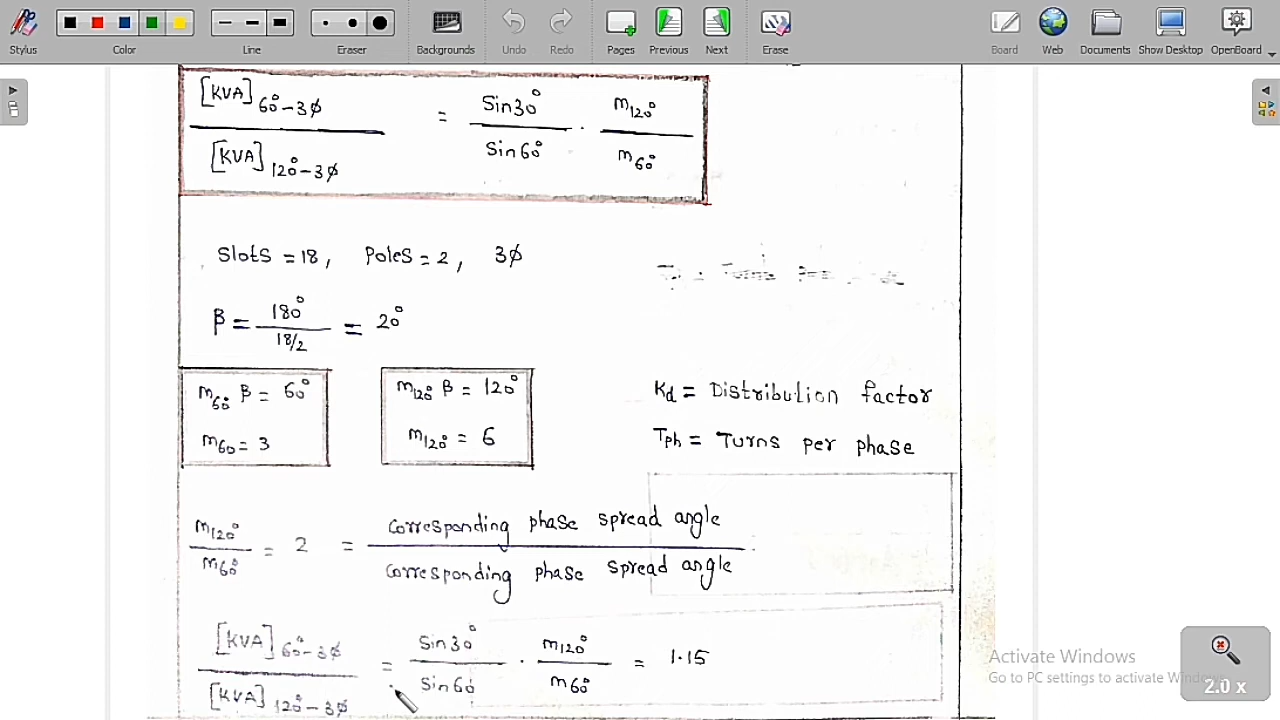 Stylus Color Line Eraser Backgrounds Undo Redo Pages Previous Next Erase Board Web Documents Show Desktop OpenBoard
[KVA]60°-3ϕ / [KVA]120°-3ϕ = Sin30° / Sin60° · m120° / m60°
Slots = 18, Poles = 2, 3ϕ
β = 180° / 18/2 = 20°
m60° β = 60°
m60 = 3
m120° β = 120°
m120° = 6
Kd = Distribution factor
Tph = Turns per phase
m120° / m60° = 2 = Corresponding phase spread angle / Corresponding phase spread angle
[KVA]60°-3ϕ / [KVA]120°-3ϕ = Sin30° / Sin60 · m120° / m60° = 1.15
Activate Windows
Go to PC settings to activate
2.0 x